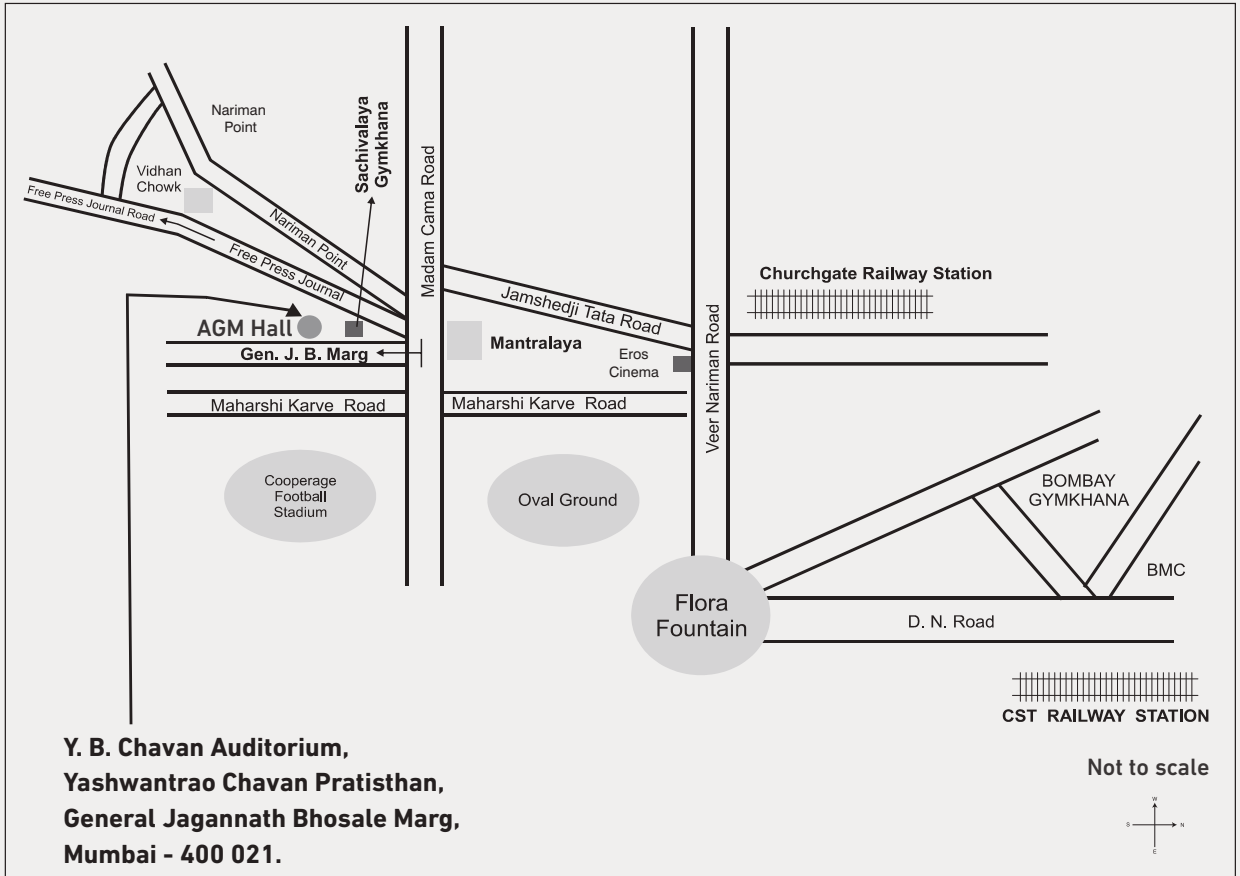 Nariman
Point
Sachivalaya
Gymkhana
Vidhan
Chowk
Free Press Journal Road
Nariman Point
Free Press Journal
Madam Cama Road
Jamshedji Tata Road
Churchgate Railway Station
Veer Nariman Road
AGM Hall
Gen. J. B. Marg
Mantralaya
Eros
Cinema
Maharshi Karve Road
Maharshi Karve Road
Cooperage
Football
Stadium
Oval Ground
BOMBAY
GYMKHANA
BMC
Flora
Fountain
D. N. Road
CST RAILWAY STATION
Y. B. Chavan Auditorium,
Yashwantrao Chavan Pratisthan,
General Jagannath Bhosale Marg,
Mumbai - 400 021.
Not to scale
W
S
N
E